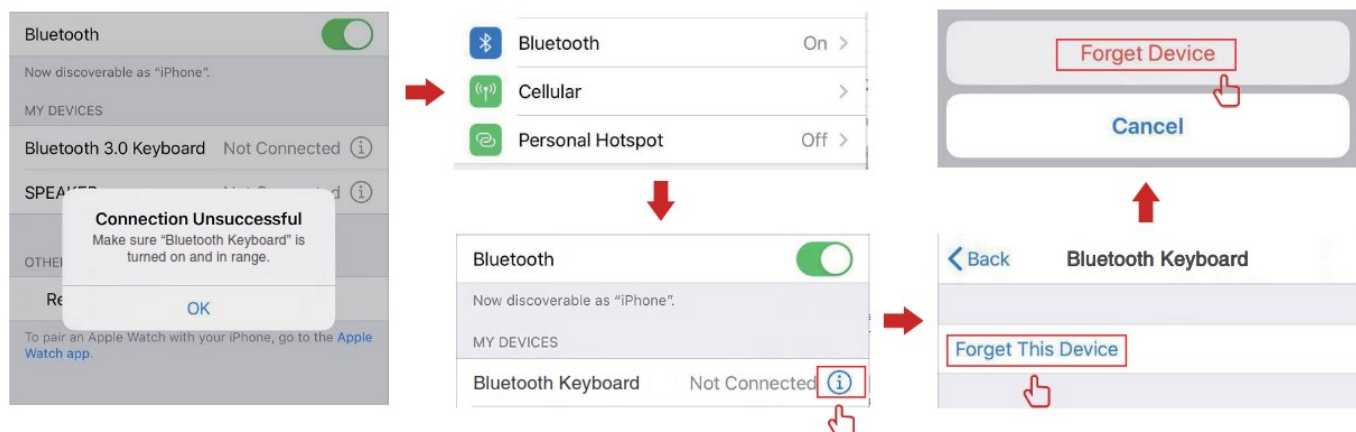 Bluetooth
Now discoverable as “iPhone”.
MY DEVICES
Bluetooth 3.0 Keyboard Not Connected
SPEAKER Not Connected
Connection Unsuccessful
Make sure “Bluetooth Keyboard” is
turned on and in range.
OK
To pair an Apple Watch with your iPhone, go to the Apple
Watch app.
Bluetooth On
Cellular
Personal Hotspot Off
Bluetooth
Now discoverable as “iPhone”.
MY DEVICES
Bluetooth Keyboard Not Connected
Back Bluetooth Keyboard
Forget This Device
Forget Device
Cancel